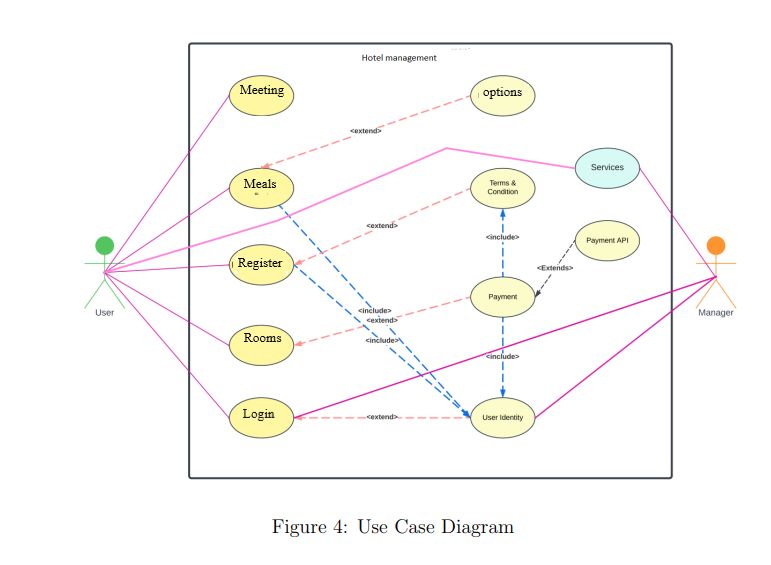 Hotel management
Meeting
options
<extend>
Services
Meals
Terms &
Condition
<extend>
<include>
Payment API
Register
<Extends>
User
Manager
Payment
<include>
<extend>
Rooms
<include>
<include>
Login
<extend>
User Identity
Figure 4: Use Case Diagram